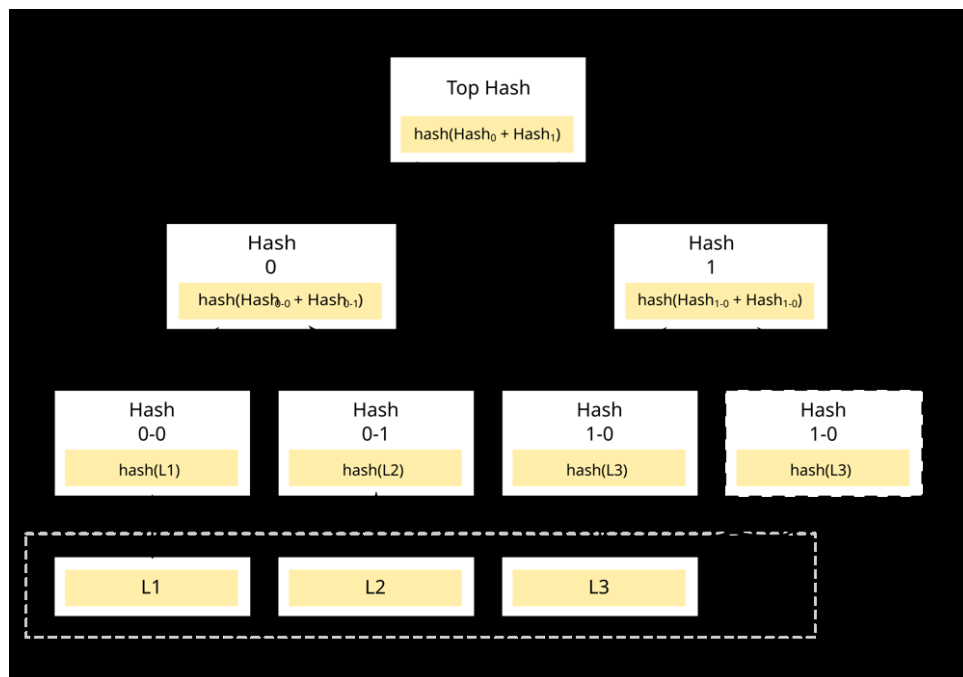 Top Hash
hash(Hash0 + Hash1)
Hash
0
hash(Hash0-0 + Hash0-1)
Hash
1
hash(Hash1-0 + Hash1-0)
Hash
0-0
hash(L1)
Hash
0-1
hash(L2)
Hash
1-0
hash(L3)
Hash
1-0
hash(L3)
L1
L2
L3